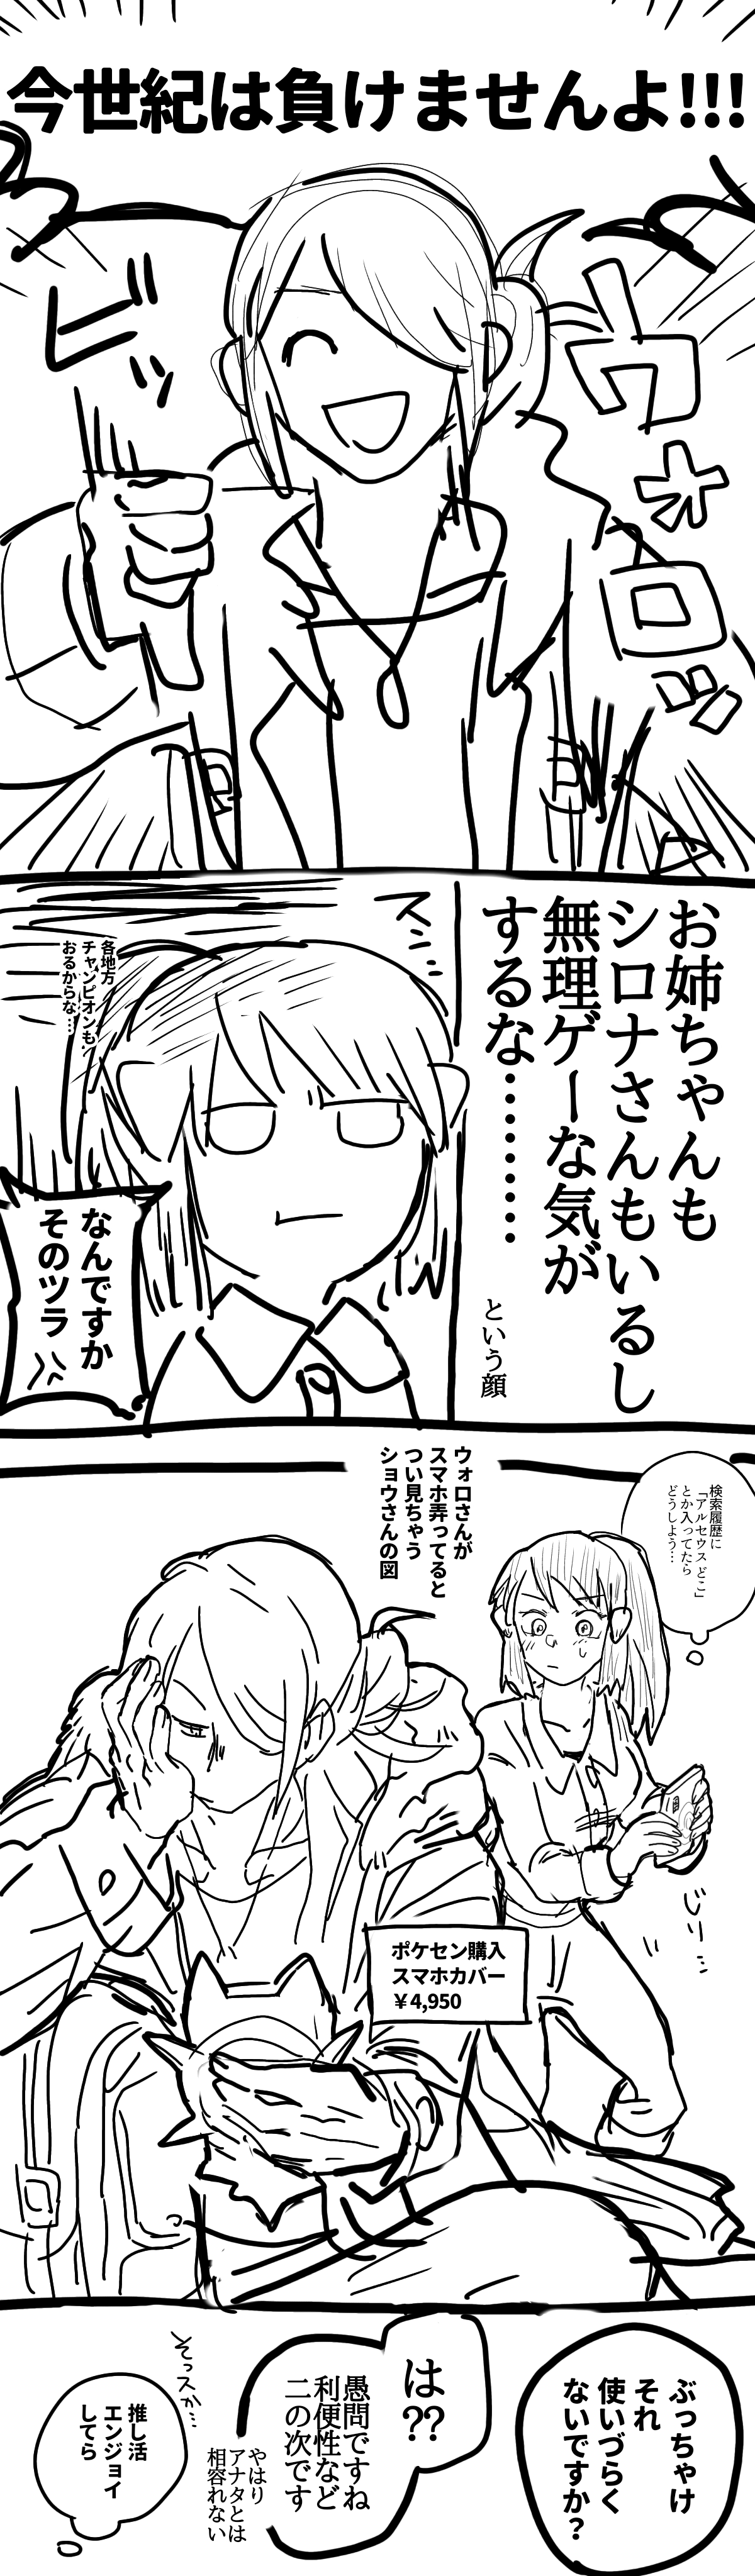 今世紀は負けませんよ!!!
ウォロッ
ビッ
お姉ちゃんも
シロナさんもいるし
無理ゲーな気が
するな………
という顔
スン…
各地方
チャンピオンも
おるからな…
なんですか
そのツラ
検索履歴に
「アルセウス どこ」
とか入ってたら
どうしよう…
ウォロさんが
スマホ弄ってると
つい見ちゃう
ショウさんの図
じり…
ポケセン購入
スマホカバー
￥4,950
ぶっちゃけ
それ
使いづらく
ないですか？
は??
愚問ですね
利便性など
二の次です
やはり
アナタとは
相容れない
そっスか…
推し活
エンジョイ
してら